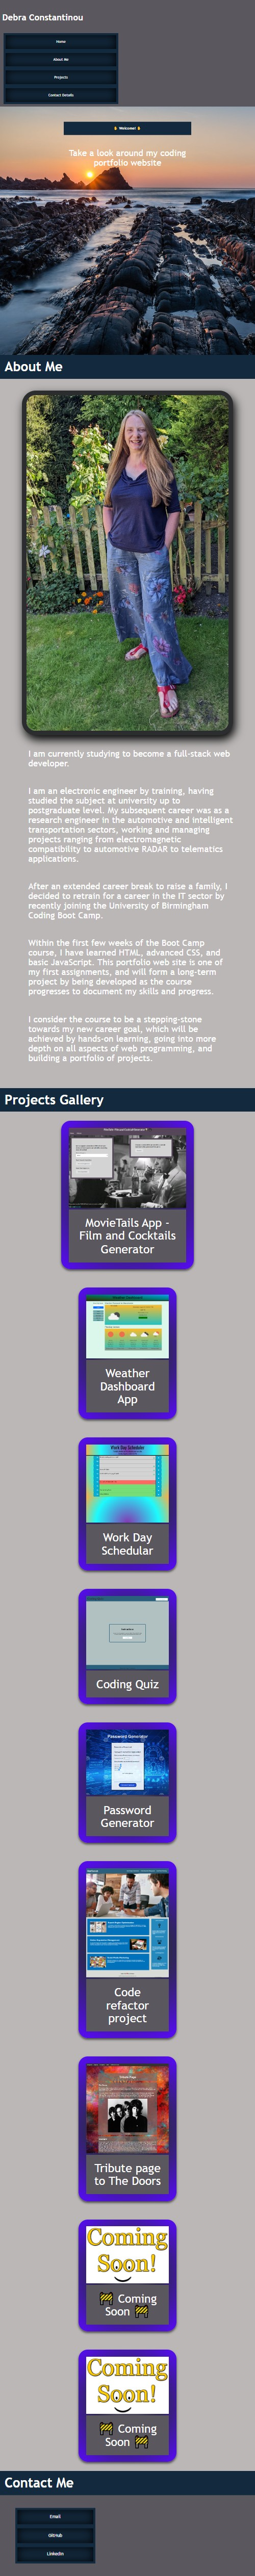 Debra Constantinou
Home
About Me
Projects
Contact Details
👋 Welcome! 👋
Take a look around my coding
portfolio website
About Me
I am currently studying to become a full-stack web
developer.
I am an electronic engineer by training, having
studied the subject at university up to
postgraduate level. My subsequent career was as a
research engineer in the automotive and intelligent
transportation sectors, working and managing
projects ranging from electromagnetic
compatibility to automotive RADAR to telematics
applications.
After an extended career break to raise a family, I
decided to retrain for a career in the IT sector by
recently joining the University of Birmingham
Coding Boot Camp.
Within the first few weeks of the Boot Camp
course, I have learned HTML, advanced CSS, and
basic JavaScript. This portfolio web site is one of
my first assignments, and will form a long-term
project by being developed as the course
progresses to document my skills and progress.
I consider the course to be a stepping-stone
towards my new career goal, which will be
achieved by hands-on learning, going into more
depth on all aspects of web programming, and
building a portfolio of projects.
Projects Gallery
MovieTails App -
Film and Cocktails
Generator
Weather
Dashboard
App
Work Day Scheduler
Work Day
Schedular
Coding Quiz
Password Generator
Password
Generator
Code
refactor
project
Tribute page
to The Doors
Coming
Soon!
🚧 Coming
Soon 🚧
Coming
Soon!
🚧 Coming
Soon 🚧
Contact Me
Email
GitHub
LinkedIn